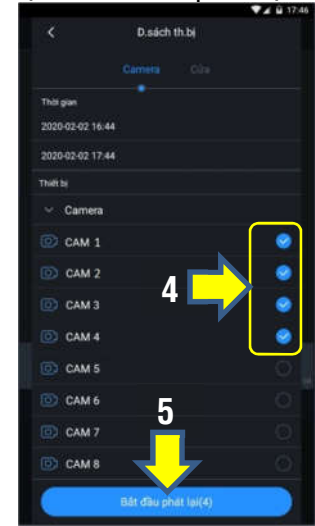 17:46
D.sách th.bị
Camera Cửa
Thời gian
2020-02-02 16:44
2020-02-02 17:44
Thiết bị
Camera
CAM 1
CAM 2
CAM 3
4
CAM 4
CAM 5
CAM 6
5
CAM 7
CAM 8
Bắt đầu phát lại(4)